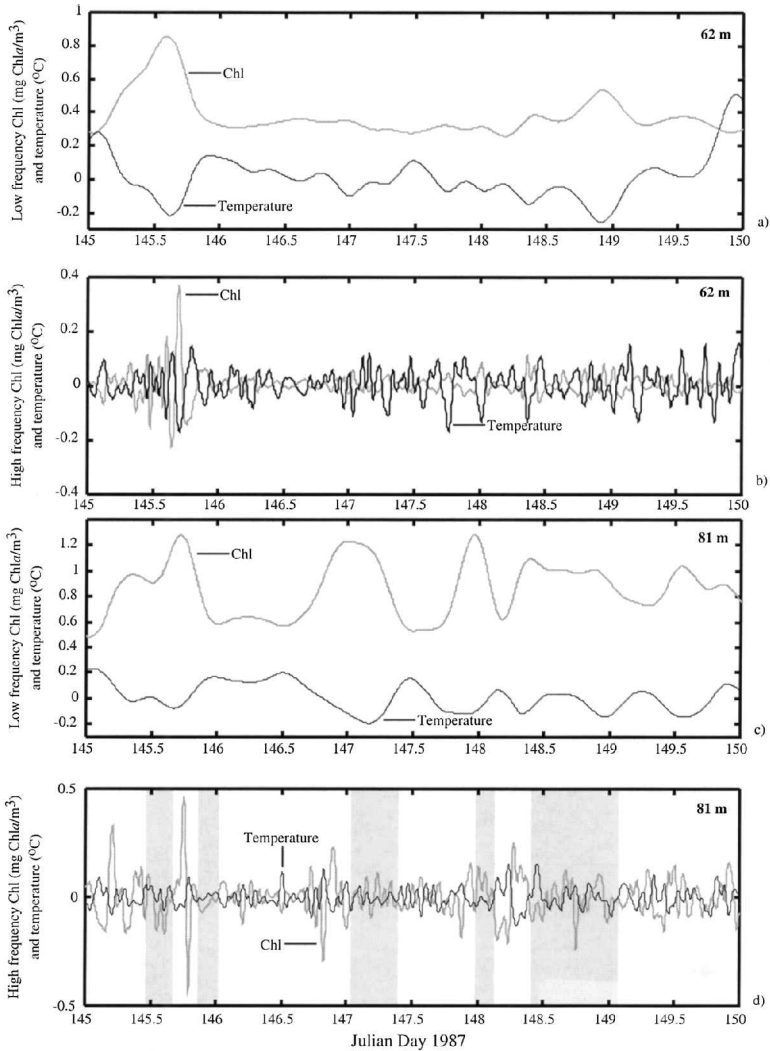 Low frequency Chl (mg Chla/m³)
and temperature (°C)
1
0.8
0.6
0.4
0.2
0
-0.2
62 m
Chl
Temperature
a)
145 145.5 146 146.5 147 147.5 148 148.5 149 149.5 150
High frequency Chl (mg Chla/m³)
and temperature (°C)
0.4
0.2
0
-0.2
-0.4
62 m
Chl
Temperature
b)
145 145.5 146 146.5 147 147.5 148 148.5 149 149.5 150
Low frequency Chl (mg Chla/m³)
and temperature (°C)
1.2
1
0.8
0.6
0.4
0.2
0
-0.2
81 m
Chl
Temperature
c)
145 145.5 146 146.5 147 147.5 148 148.5 149 149.5 150
High frequency Chl (mg Chla/m³)
and temperature (°C)
0.5
0
-0.5
81 m
Temperature
Chl
d)
145 145.5 146 146.5 147 147.5 148 148.5 149 149.5 150
Julian Day 1987